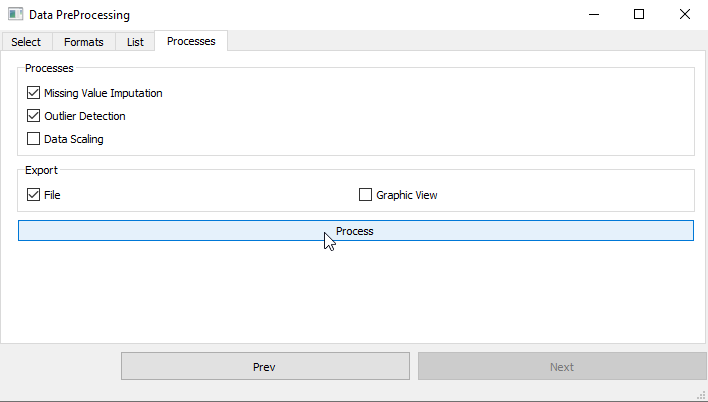 Data PreProcessing
Select Formats List Processes
Processes
Missing Value Imputation
Outlier Detection
Data Scaling
Export
File Graphic View
Process
Prev Next